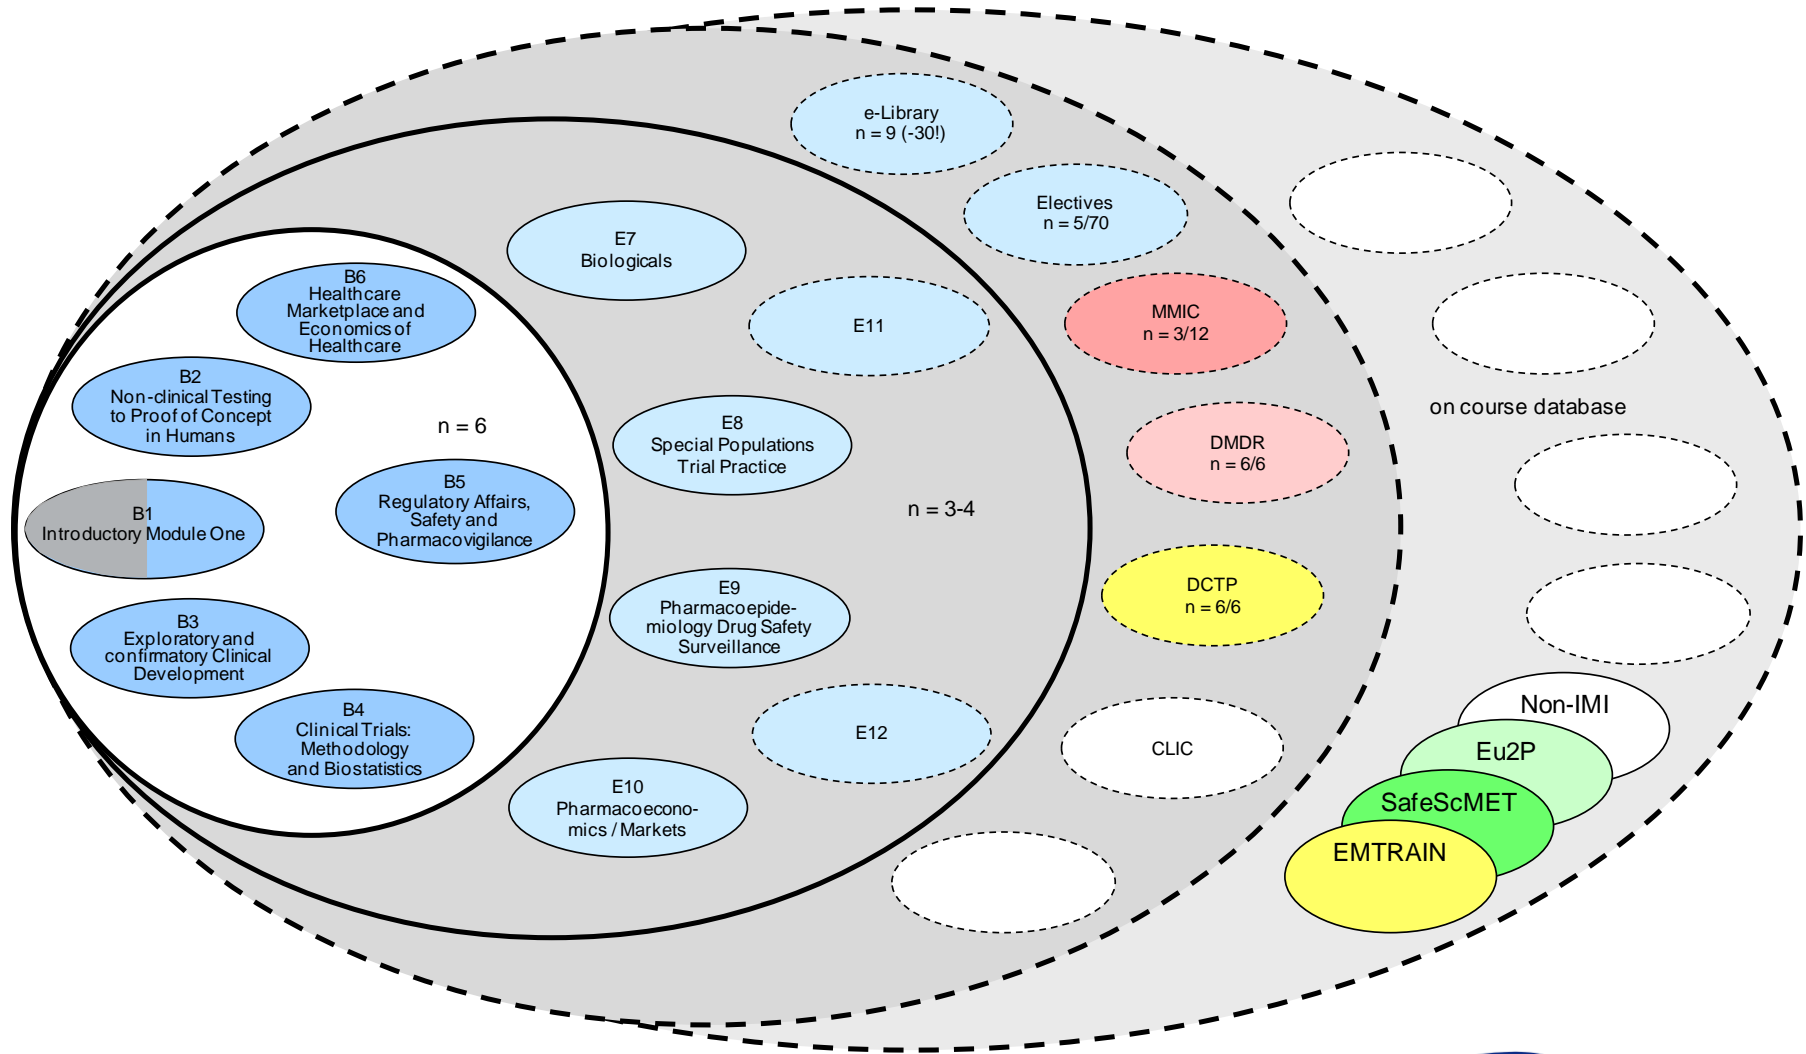 e-Library
n = 9 (-30!)
Electives
n = 5/70
E7
Biologicals
B6
Healthcare
Marketplace and
Economics of
Healthcare
E11
MMIC
n = 3/12
B2
Non-clinical Testing
to Proof of Concept
in Humans
n = 6
E8
Special Populations
Trial Practice
on course database
DMDR
n = 6/6
B5
Regulatory Affairs,
Safety and
Pharmacovigilance
B1
Introductory Module One
n = 3-4
E9
Pharmacoepide-
miology Drug Safety
Surveillance
DCTP
n = 6/6
B3
Exploratory and
confirmatory Clinical
Development
B4
Clinical Trials:
Methodology
and Biostatistics
E12
CLIC
E10
Pharmacoecono-
mics / Markets
Non-IMI
Eu2P
SafeScMET
EMTRAIN